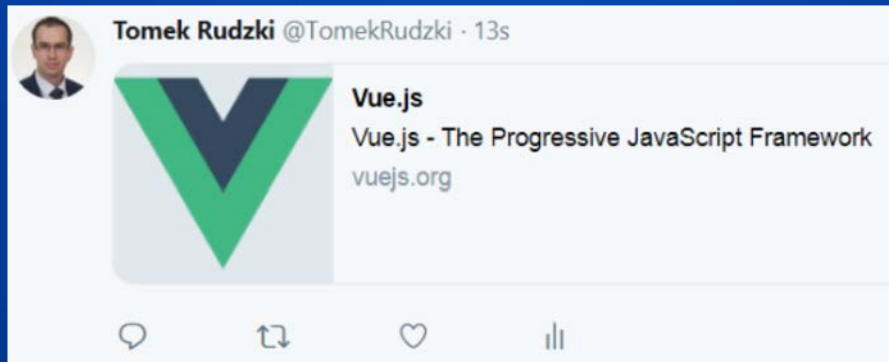 Tomek Rudzki @TomekRudzki · 13s
Vue.js
Vue.js - The Progressive JavaScript Framework
vuejs.org